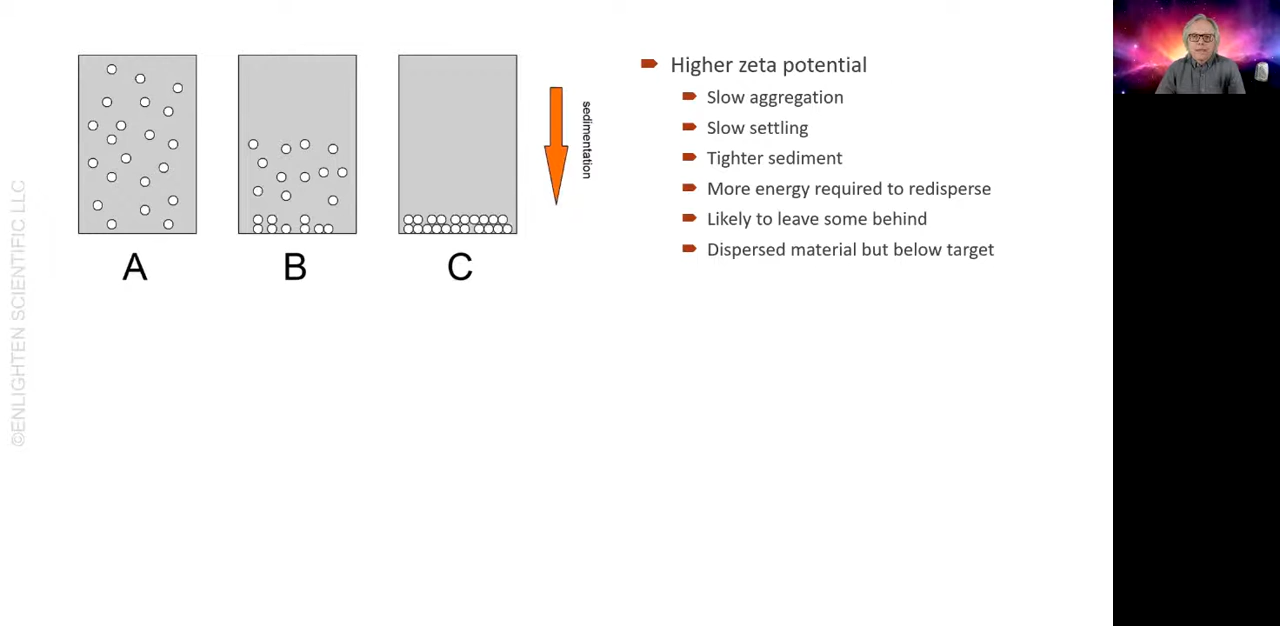 ©ENLIGHTEN SCIENTIFIC LLC
A
B
C
sedimentation
Higher zeta potential
Slow aggregation
Slow settling
Tighter sediment
More energy required to redisperse
Likely to leave some behind
Dispersed material but below target